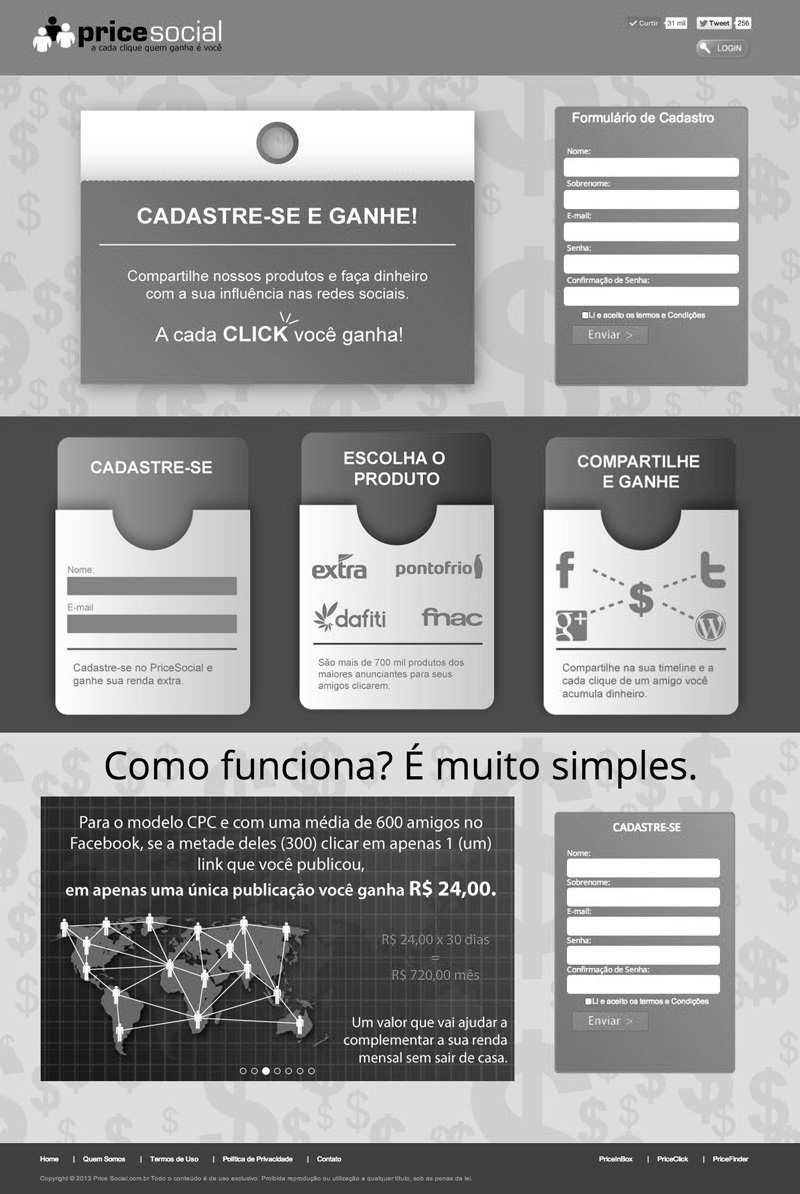 pricesocial
a cada clique quem ganha é você
Curtir 31 mil Tweet 256
LOGIN
CADASTRE-SE E GANHE!
Compartilhe nossos produtos e faça dinheiro
com a sua influência nas redes sociais.
A cada CLICK você ganha!
Formulário de Cadastro
Nome:
Sobrenome:
E-mail:
Senha:
Confirmação de Senha:
Li e aceito os termos e Condições
Enviar >
CADASTRE-SE
Nome:
E-mail
Cadastre-se no PriceSocial e
ganhe sua renda extra.
ESCOLHA O
PRODUTO
extra pontofrio
dafiti fnac
São mais de 700 mil produtos dos
maiores anunciantes para seus
amigos clicarem.
COMPARTILHE
E GANHE
f t
$
g+ W
Compartilhe na sua timeline e a
cada clique de um amigo você
acumula dinheiro.
Como funciona? É muito simples.
Para o modelo CPC e com uma média de 600 amigos no
Facebook, se a metade deles (300) clicar em apenas 1 (um)
link que você publicou,
em apenas uma única publicação você ganha R$ 24,00.
R$ 24,00 x 30 dias
=
R$ 720,00 mês
Um valor que vai ajudar a
complementar a sua renda
mensal sem sair de casa.
CADASTRE-SE
Nome:
Sobrenome:
E-mail:
Senha:
Confirmação de Senha:
Li e aceito os termos e Condições
Enviar >
Home | Quem Somos | Termos de Uso | Política de Privacidade | Contato
PriceInBox | PriceClick | PriceFinder
Copyright © 2013 Price Social.com.br Todo o conteúdo é de uso exclusivo. Proibida reprodução ou utilização a qualquer título, sob as penas da lei.